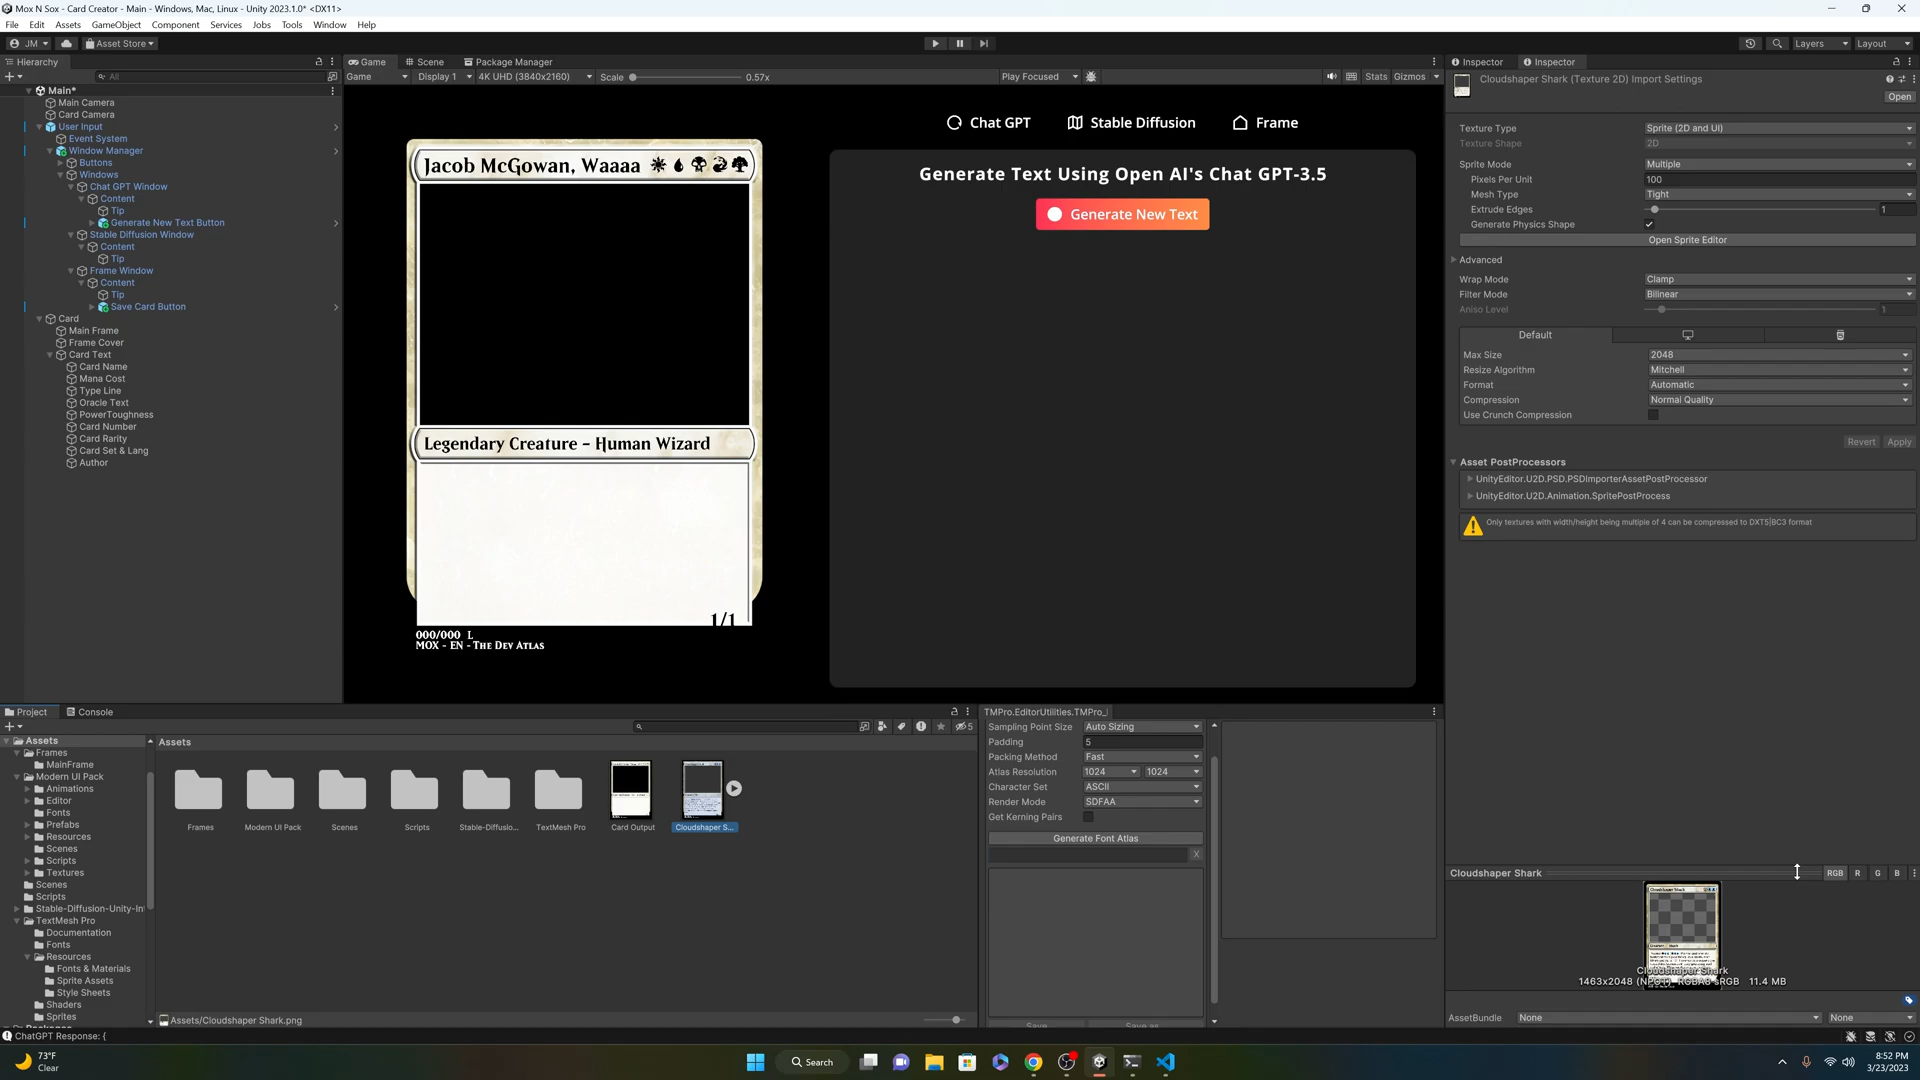 Mox N Sox - Card Creator - Main - Windows, Mac, Linux - Unity 2023.1.0* <DX11>
File Edit Assets GameObject Component Services Jobs Tools Window Help
JM Asset Store Layers Layout
Hierarchy
All
Main*
Main Camera
Card Camera
User Input
Event System
Window Manager
Buttons
Windows
Chat GPT Window
Content
Tip
Generate New Text Button
Stable Diffusion Window
Content
Tip
Frame Window
Content
Tip
Save Card Button
Card
Main Frame
Frame Cover
Card Text
Card Name
Mana Cost
Type Line
Oracle Text
PowerToughness
Card Number
Card Rarity
Card Set & Lang
Author
Game Scene Package Manager
Game Display 1 4K UHD (3840x2160) Scale 0.57x Play Focused Stats Gizmos
Jacob McGowan, Waaaa
Legendary Creature – Human Wizard
1/1
000/000 L
MOX - EN - The Dev Atlas
Chat GPT Stable Diffusion Frame
Generate Text Using Open AI's Chat GPT-3.5
Generate New Text
Inspector Inspector
Cloudshaper Shark (Texture 2D) Import Settings
Open
Texture Type Sprite (2D and UI)
Texture Shape 2D
Sprite Mode Multiple
Pixels Per Unit 100
Mesh Type Tight
Extrude Edges 1
Generate Physics Shape
Open Sprite Editor
Advanced
Wrap Mode Clamp
Filter Mode Bilinear
Aniso Level 1
Default
Max Size 2048
Resize Algorithm Mitchell
Format Automatic
Compression Normal Quality
Use Crunch Compression
Revert Apply
Asset PostProcessors
UnityEditor.U2D.PSD.PSDImporterAssetPostProcessor
UnityEditor.U2D.Animation.SpritePostProcess
Only textures with width/height being multiple of 4 can be compressed to DXT5|BC3 format
Project Console
5
Assets
Frames
MainFrame
Modern UI Pack
Animations
Editor
Fonts
Prefabs
Resources
Scenes
Scripts
Textures
Scenes
Scripts
Stable-Diffusion-Unity-In
TextMesh Pro
Documentation
Fonts
Resources
Fonts & Materials
Sprite Assets
Style Sheets
Shaders
Sprites
Assets
Frames Modern UI Pack Scenes Scripts Stable-Diffusio... TextMesh Pro Card Output Cloudshaper S...
Assets/Cloudshaper Shark.png
TMPro.EditorUtilities.TMPro_
Sampling Point Size Auto Sizing
Padding 5
Packing Method Fast
Atlas Resolution 1024 1024
Character Set ASCII
Render Mode SDFAA
Get Kerning Pairs
Generate Font Atlas
X
Save Save as
Cloudshaper Shark RGB R G B
Cloudshaper Shark
Cloudshaper Shark
1463x2048 (NPOT) RGBA8 sRGB 11.4 MB
AssetBundle None None
ChatGPT Response: {
73°F
Clear
Search
8:52 PM
3/23/2023